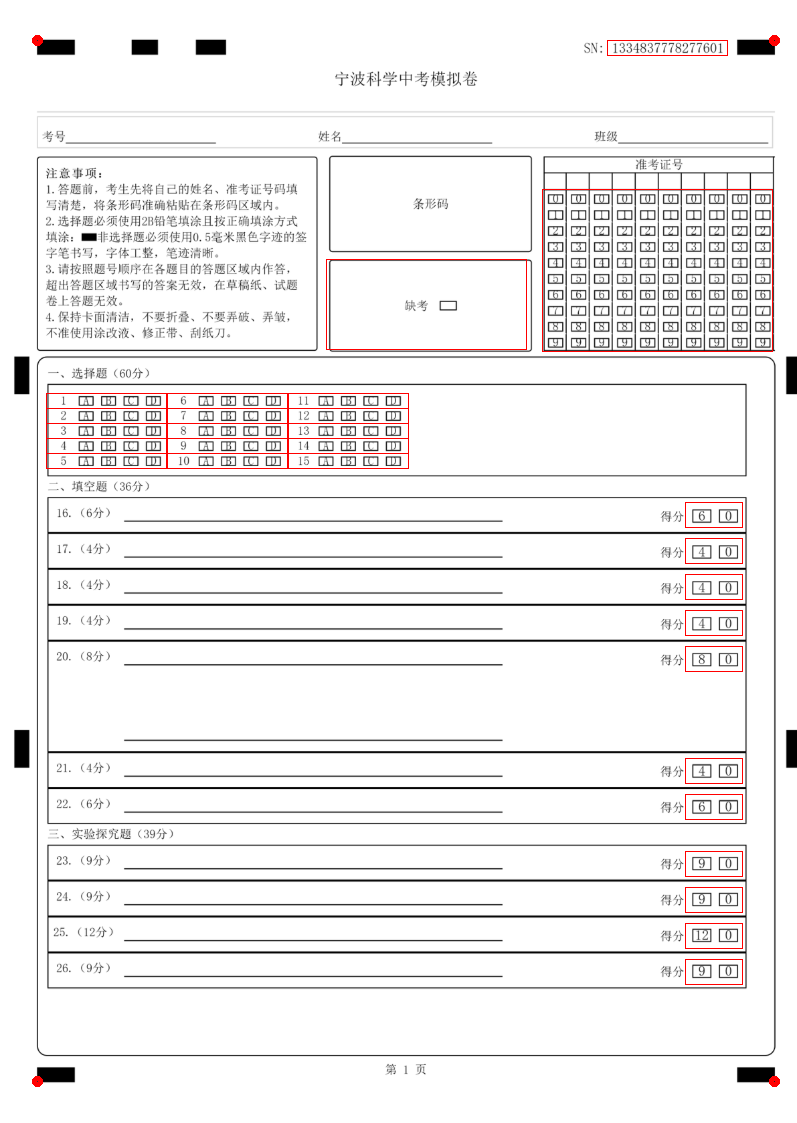 SN: 1334837778277601
宁波科学中考模拟卷
考号 姓名 班级
注意事项：
1.答题前，考生先将自己的姓名、准考证号码填
写清楚，将条形码准确粘贴在条形码区域内。
2.选择题必须使用2B铅笔填涂且按正确填涂方式
填涂：非选择题必须使用0.5毫米黑色字迹的签
字笔书写，字体工整，笔迹清晰。
3.请按照题号顺序在各题目的答题区域内作答，
超出答题区域书写的答案无效，在草稿纸、试题
卷上答题无效。
4.保持卡面清洁，不要折叠、不要弄破、弄皱，
不准使用涂改液、修正带、刮纸刀。
条形码
缺考
准考证号
0 0 0 0 0 0 0 0 0 0
1 1 1 1 1 1 1 1 1 1
2 2 2 2 2 2 2 2 2 2
3 3 3 3 3 3 3 3 3 3
4 4 4 4 4 4 4 4 4 4
5 5 5 5 5 5 5 5 5 5
6 6 6 6 6 6 6 6 6 6
7 7 7 7 7 7 7 7 7 7
8 8 8 8 8 8 8 8 8 8
9 9 9 9 9 9 9 9 9 9
一、选择题（60分）
1 A B C D 6 A B C D 11 A B C D
2 A B C D 7 A B C D 12 A B C D
3 A B C D 8 A B C D 13 A B C D
4 A B C D 9 A B C D 14 A B C D
5 A B C D 10 A B C D 15 A B C D
二、填空题（36分）
16.（6分） 得分 6 0
17.（4分） 得分 4 0
18.（4分） 得分 4 0
19.（4分） 得分 4 0
20.（8分） 得分 8 0
21.（4分） 得分 4 0
22.（6分） 得分 6 0
三、实验探究题（39分）
23.（9分） 得分 9 0
24.（9分） 得分 9 0
25.（12分） 得分 12 0
26.（9分） 得分 9 0
第 1 页